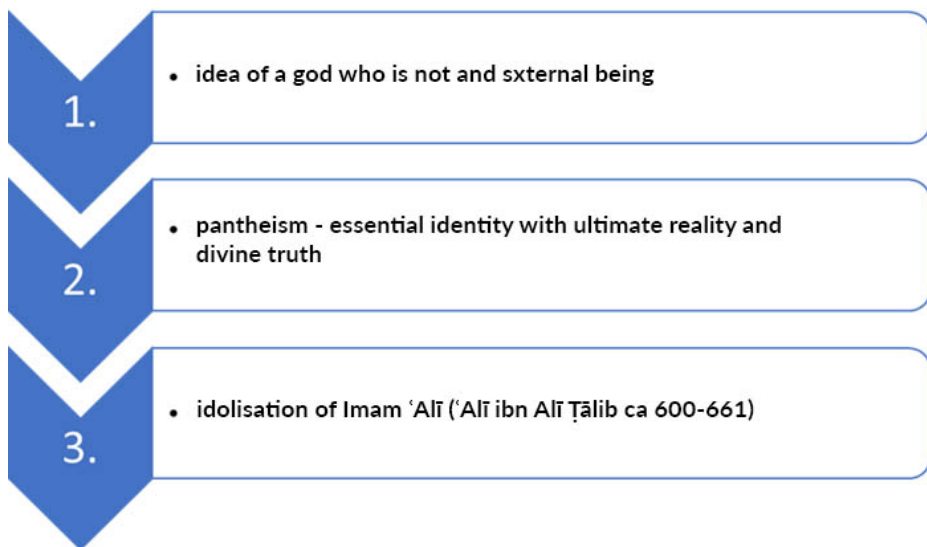 1.
• idea of a god who is not and sxternal being
2.
• pantheism - essential identity with ultimate reality and
divine truth
3.
• idolisation of Imam ʿAlī (ʿAlī ibn Alī Ṭālib ca 600-661)